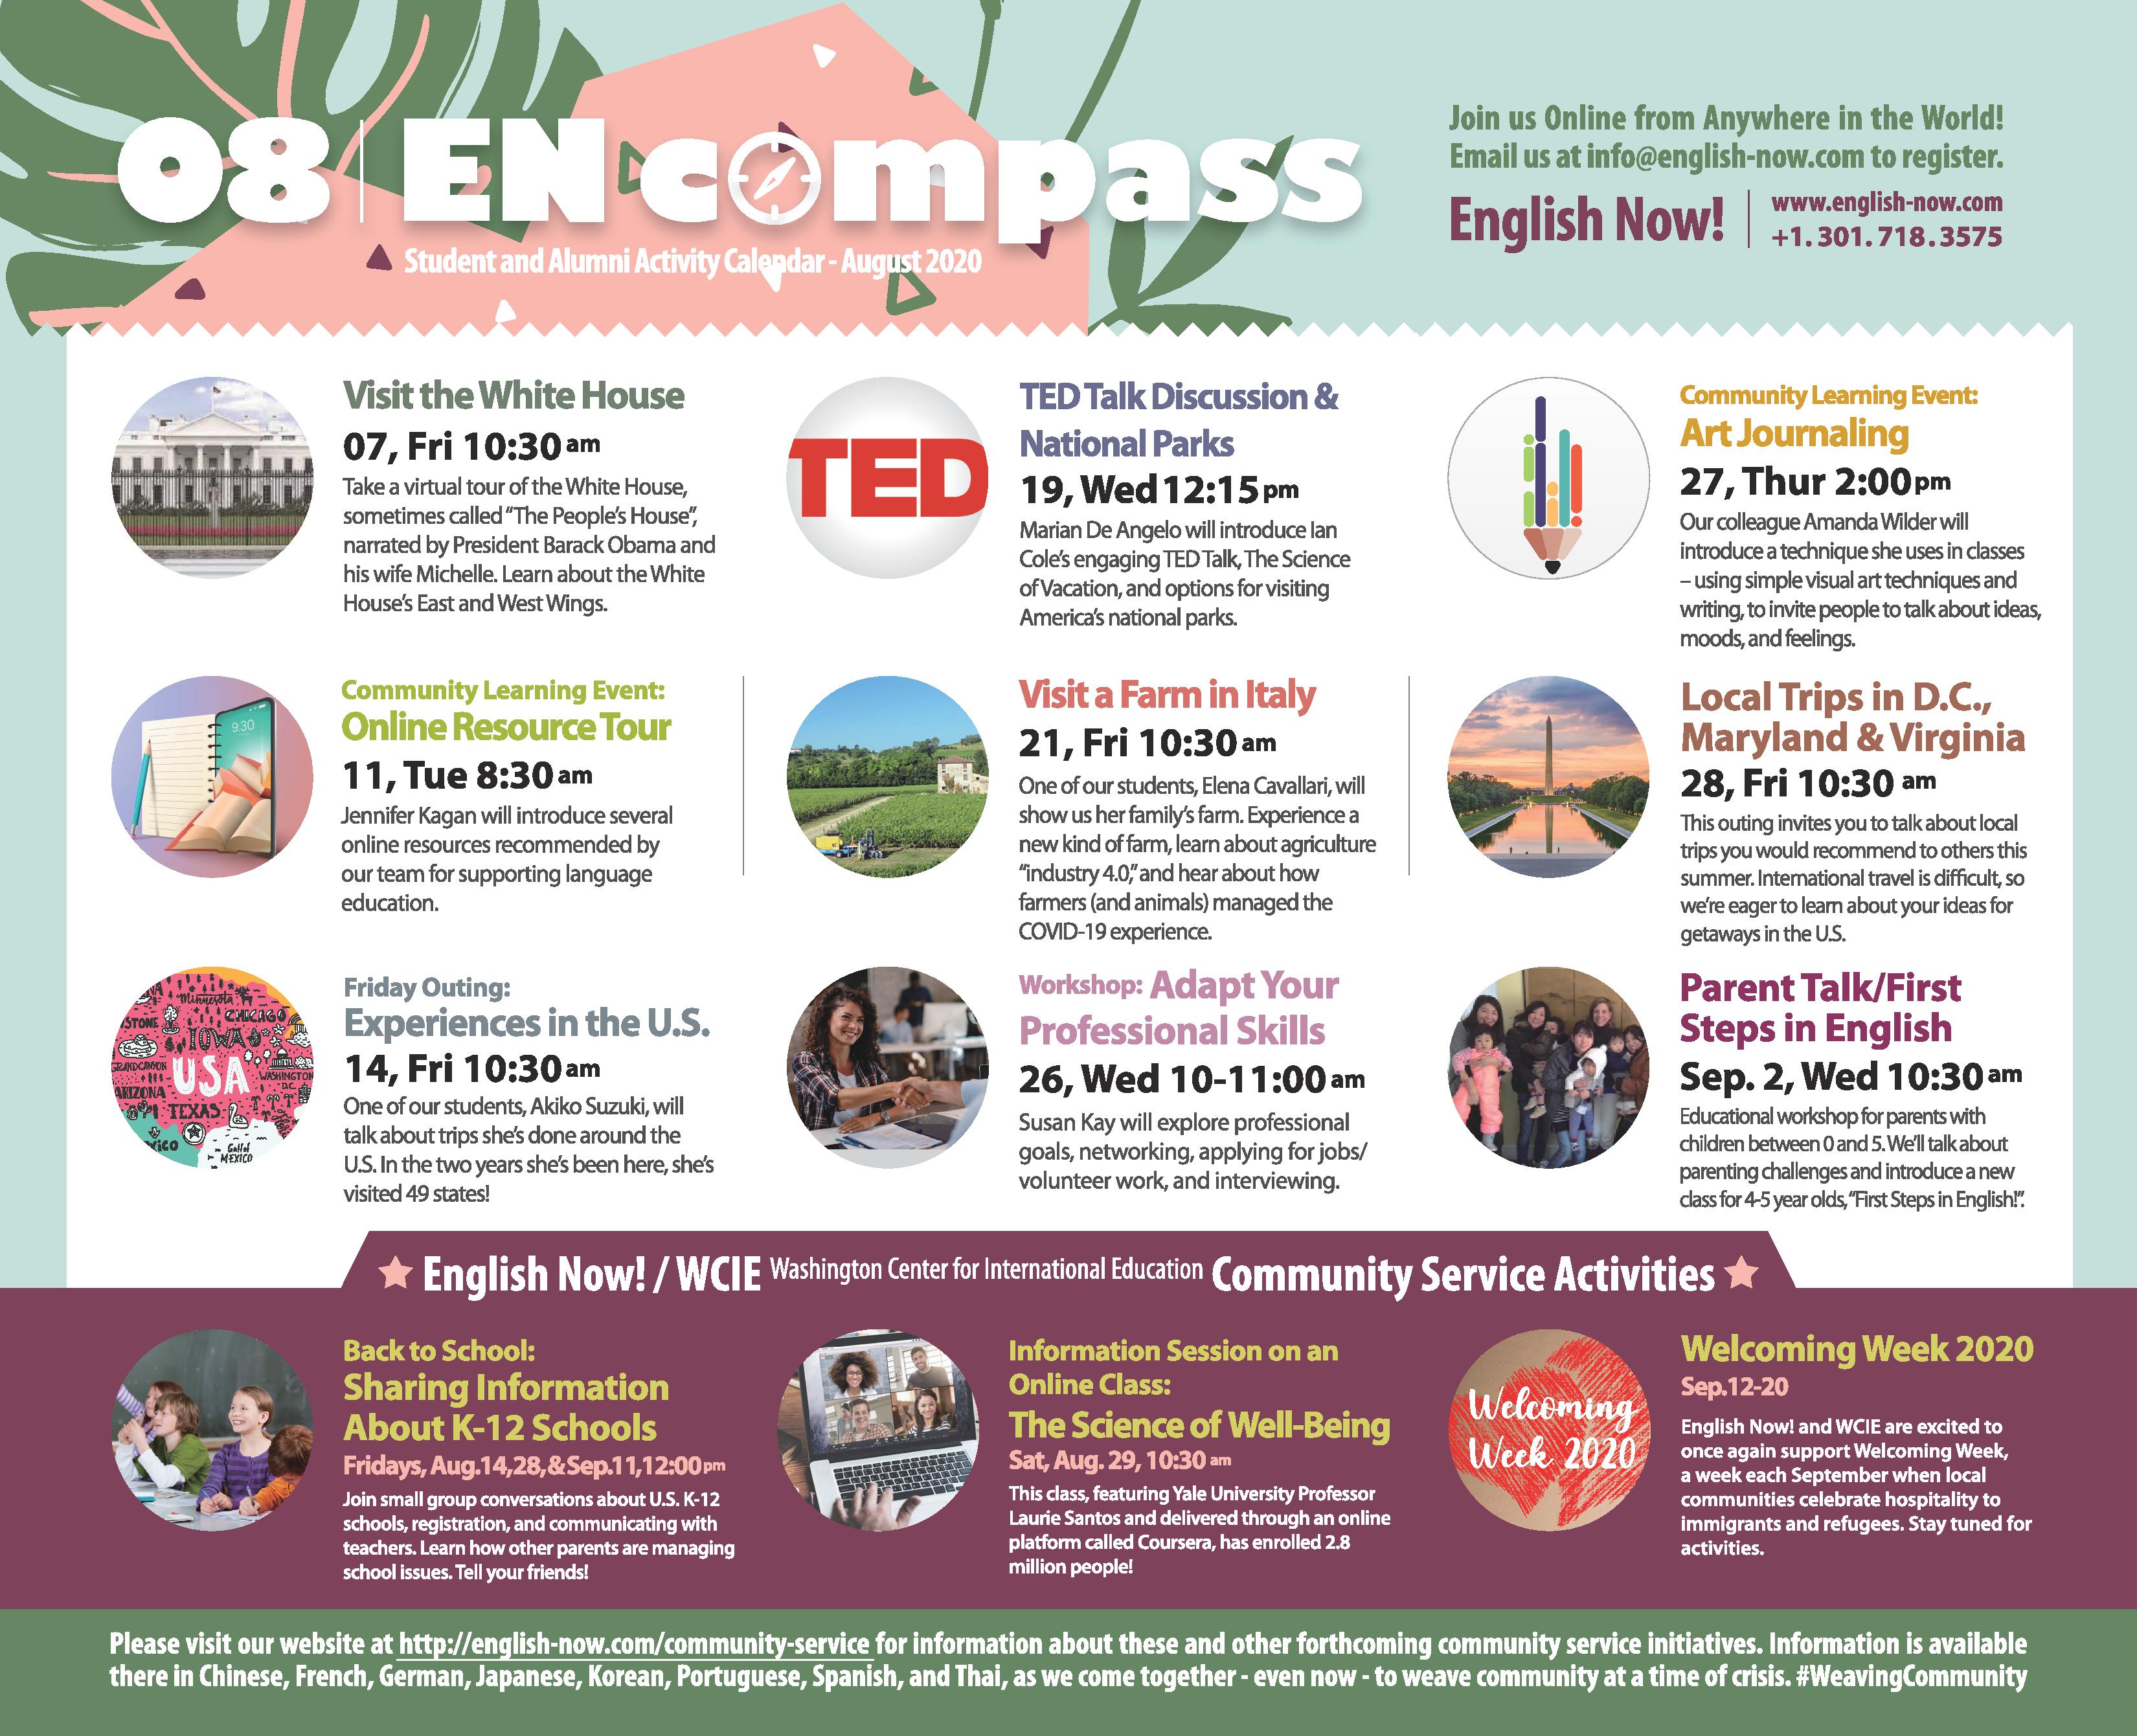 08 | EN compass
Student and Alumni Activity Calendar - August 2020
Join us Online from Anywhere in the World!
Email us at info@english-now.com to register.
English Now!
www.english-now.com
+1. 301. 718. 3575
Visit the White House
07, Fri 10:30 am
Take a virtual tour of the White House,
sometimes called "The People's House",
narrated by President Barack Obama and
his wife Michelle. Learn about the White
House's East and West Wings.
TED
TED Talk Discussion &
National Parks
19, Wed 12:15 pm
Marian De Angelo will introduce Ian
Cole's engaging TED Talk, The Science
of Vacation, and options for visiting
America's national parks.
Community Learning Event:
Art Journaling
27, Thur 2:00 pm
Our colleague Amanda Wilder will
introduce a technique she uses in classes
– using simple visual art techniques and
writing, to invite people to talk about ideas,
moods, and feelings.
9:30
Community Learning Event:
Online Resource Tour
11, Tue 8:30 am
Jennifer Kagan will introduce several
online resources recommended by
our team for supporting language
education.
Visit a Farm in Italy
21, Fri 10:30 am
One of our students, Elena Cavallari, will
show us her family's farm. Experience a
new kind of farm, learn about agriculture
"industry 4.0," and hear about how
farmers (and animals) managed the
COVID-19 experience.
Local Trips in D.C.,
Maryland & Virginia
28, Fri 10:30 am
This outing invites you to talk about local
trips you would recommend to others this
summer. International travel is difficult, so
we're eager to learn about your ideas for
getaways in the U.S.
Minnesota
STONE
CHICAGO
IOWA
USA
WASHINGTON
D.C.
ARIZONA
TEXAS
Gulf of
MEXICO
Friday Outing:
Experiences in the U.S.
14, Fri 10:30 am
One of our students, Akiko Suzuki, will
talk about trips she's done around the
U.S. In the two years she's been here, she's
visited 49 states!
Workshop: Adapt Your
Professional Skills
26, Wed 10-11:00 am
Susan Kay will explore professional
goals, networking, applying for jobs/
volunteer work, and interviewing.
Parent Talk/First
Steps in English
Sep. 2, Wed 10:30 am
Educational workshop for parents with
children between 0 and 5. We'll talk about
parenting challenges and introduce a new
class for 4-5 year olds, "First Steps in English!".
English Now! / WCIE Washington Center for International Education Community Service Activities
Back to School:
Sharing Information
About K-12 Schools
Fridays, Aug.14,28,&Sep.11,12:00 pm
Join small group conversations about U.S. K-12
schools, registration, and communicating with
teachers. Learn how other parents are managing
school issues. Tell your friends!
Information Session on an
Online Class:
The Science of Well-Being
Sat, Aug. 29, 10:30 am
This class, featuring Yale University Professor
Laurie Santos and delivered through an online
platform called Coursera, has enrolled 2.8
million people!
Welcoming
Week 2020
Welcoming Week 2020
Sep.12-20
English Now! and WCIE are excited to
once again support Welcoming Week,
a week each September when local
communities celebrate hospitality to
immigrants and refugees. Stay tuned for
activities.
Please visit our website at http://english-now.com/community-service for information about these and other forthcoming community service initiatives. Information is available
there in Chinese, French, German, Japanese, Korean, Portuguese, Spanish, and Thai, as we come together - even now - to weave community at a time of crisis. #WeavingCommunity